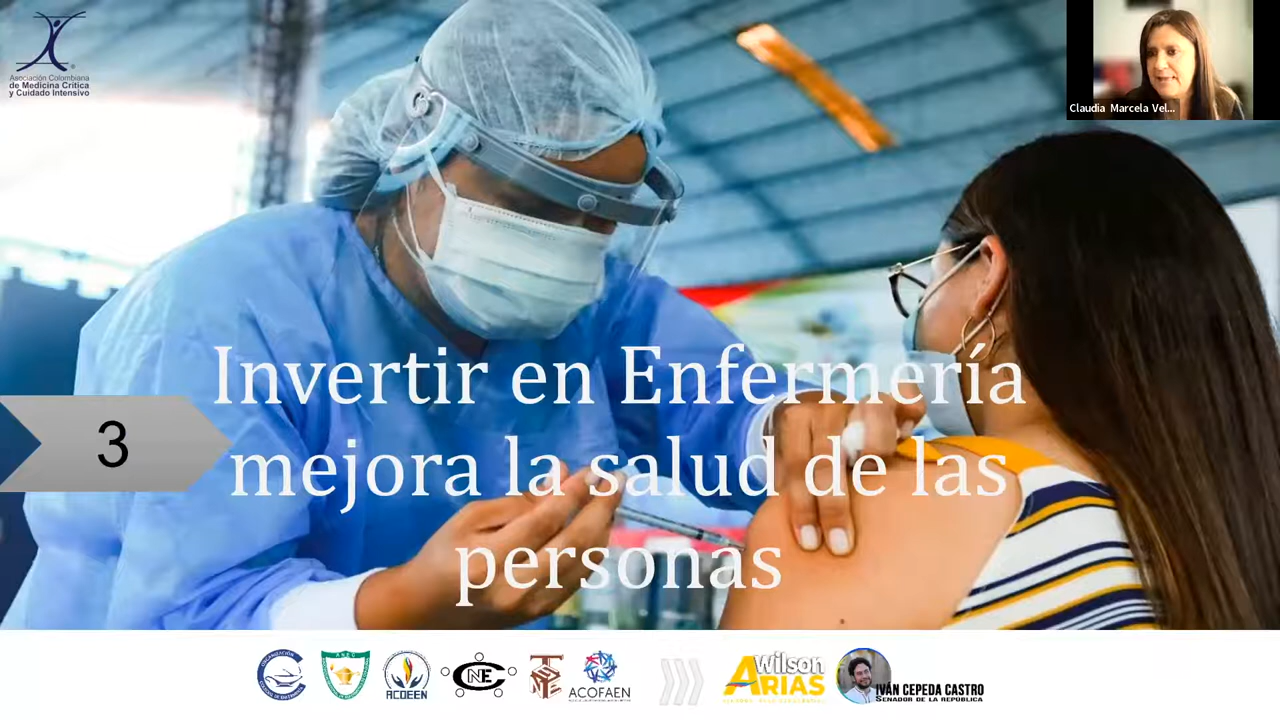 Asociación Colombiana
de Medicina Crítica
y Cuidado Intensivo
Claudia Marcela Vel...
Invertir en Enfermería
3
mejora la salud de las
personas
ANEC
ACOEEN
CNE
ACOFAEN
Wilson
ARIAS
IVÁN CEPEDA CASTRO
SENADOR DE LA REPÚBLICA